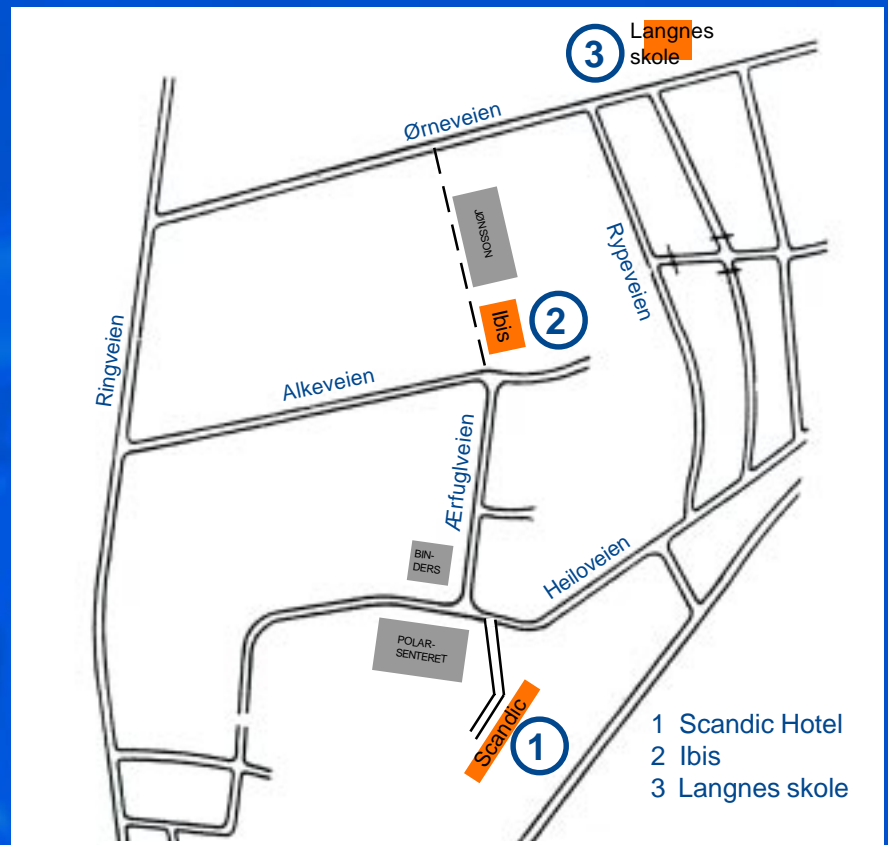 Langnes
skole
3
Ørneveien
JØNSSON
Rypeveien
Ibis
2
Ringveien
Alkeveien
Ærfuglveien
BIN-
DERS
Heiloveien
POLAR-
SENTERET
Scandic
1
1 Scandic Hotel
2 Ibis
3 Langnes skole